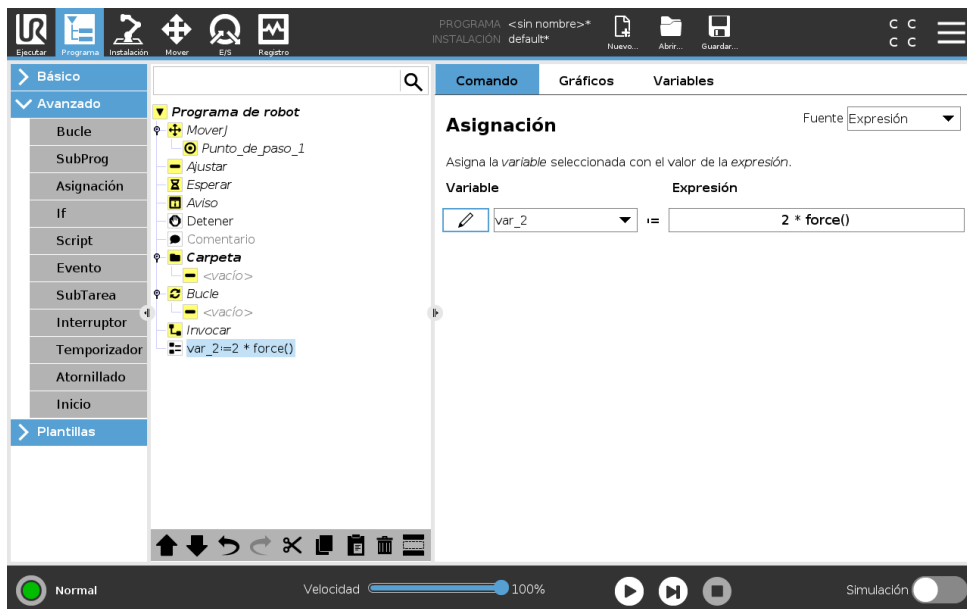 UR
PROGRAMA <sin nombre>*
INSTALACIÓN default*
C C
C C
Ejecutar Programa Instalación Mover E/S Registro Nuevo... Abrir... Guardar...
Básico
Avanzado
Bucle
SubProg
Asignación
If
Script
Evento
SubTarea
Interruptor
Temporizador
Atornillado
Inicio
Plantillas
Programa de robot
MoverJ
Punto_de_paso_1
Ajustar
Esperar
Aviso
Detener
Comentario
Carpeta
<vacío>
Bucle
<vacío>
Invocar
var_2:=2 * force()
Comando Gráficos Variables
Asignación
Fuente Expresión
Asigna la variable seleccionada con el valor de la expresión.
Variable Expresión
var_2 := 2 * force()
Normal Velocidad 100% Simulación